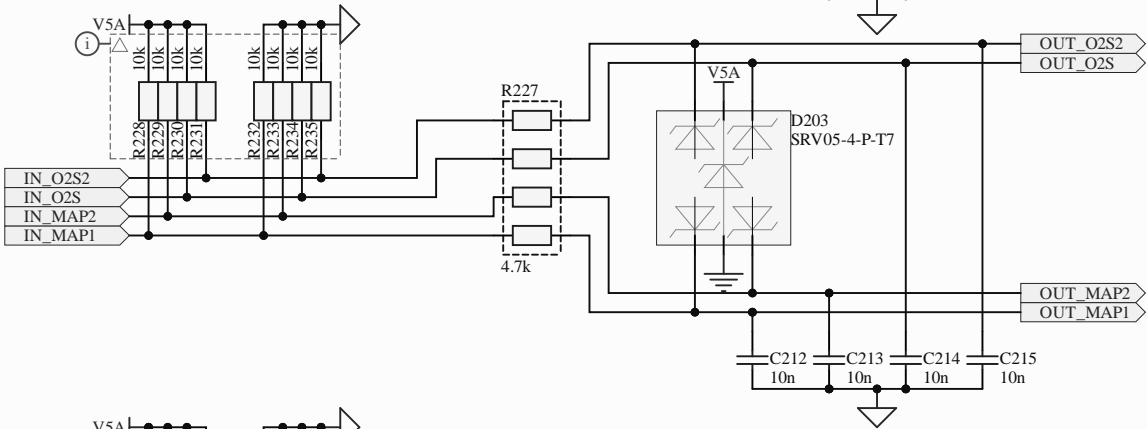 V5A
i
10k
10k
10k
10k
10k
10k
10k
10k
R228
R229
R230
R231
R232
R233
R234
R235
IN_O2S2
IN_O2S
IN_MAP2
IN_MAP1
R227
4.7k
V5A
D203
SRV05-4-P-T7
OUT_O2S2
OUT_O2S
OUT_MAP2
OUT_MAP1
C212
10n
C213
10n
C214
10n
C215
10n
V5A